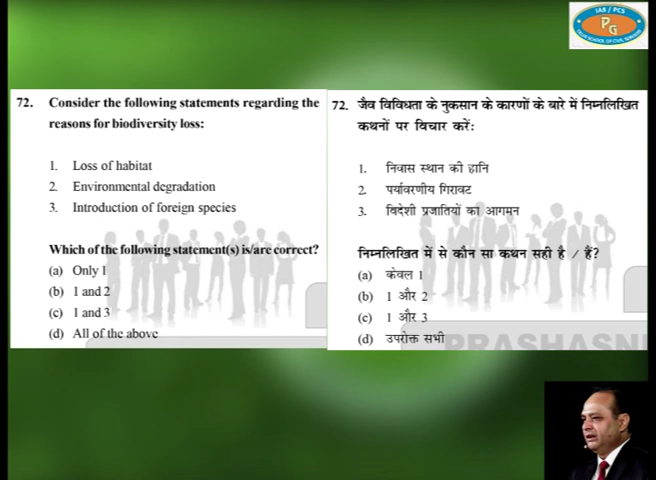 IAS / PCS
PG
72. Consider the following statements regarding the
reasons for biodiversity loss:
1. Loss of habitat
2. Environmental degradation
3. Introduction of foreign species
Which of the following statement(s) is/are correct?
(a) Only 1
(b) 1 and 2
(c) 1 and 3
(d) All of the above
72. जैव विविधता के नुकसान के कारणों के बारे में निम्नलिखित
कथनों पर विचार करें:
1. निवास स्थान की हानि
2. पर्यावरणीय गिरावट
3. विदेशी प्रजातियों का आगमन
निम्नलिखित में से कौन सा कथन सही है / हैं?
(a) केवल 1
(b) 1 और 2
(c) 1 और 3
(d) उपरोक्त सभी